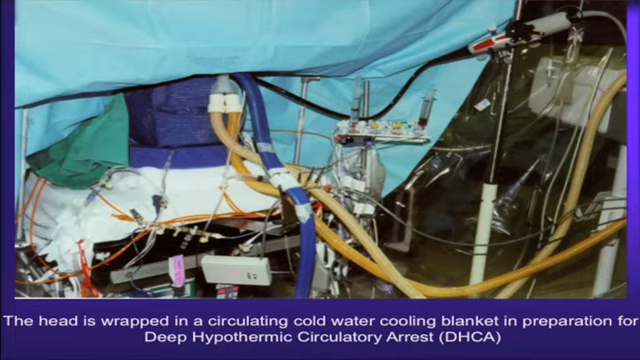 The head is wrapped in a circulating cold water cooling blanket in preparation for
Deep Hypothermic Circulatory Arrest (DHCA)